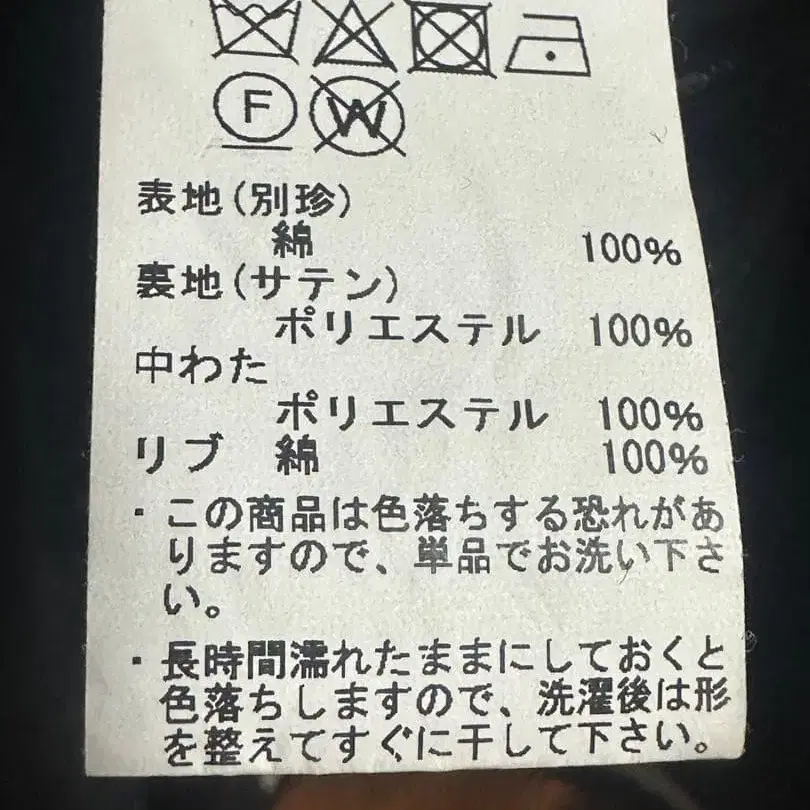 F W
表地(別珍)
綿 100%
裏地(サテン)
ポリエステル 100%
中わた
ポリエステル 100%
リブ 綿 100%
・この商品は色落ちする恐れがあ
りますので、単品でお洗い下さ
い。
・長時間濡れたままにしておくと
色落ちしますので、洗濯後は形
を整えてすぐに干して下さい。